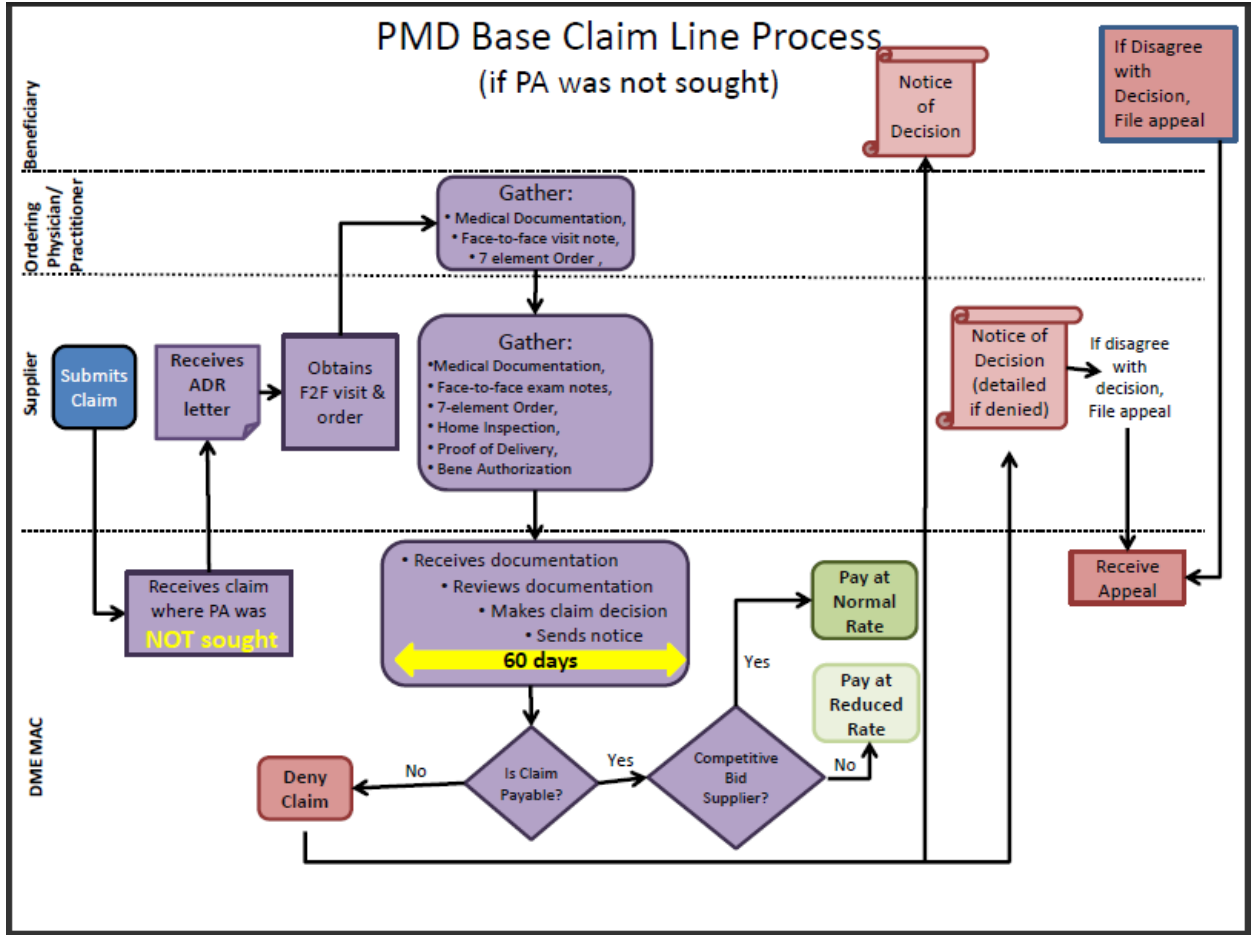 PMD Base Claim Line Process
(if PA was not sought)
Beneficiary
Notice
of
Decision
If Disagree
with
Decision,
File appeal
Ordering
Physician/
Practitioner
Gather:
• Medical Documentation,
• Face-to-face visit note,
• 7 element Order ,
Supplier
Submits
Claim
Receives
ADR
letter
Obtains
F2F visit &
order
Gather:
•Medical Documentation,
• Face-to-face exam notes,
• 7-element Order,
• Home Inspection,
• Proof of Delivery,
• Bene Authorization
Notice of
Decision
(detailed
if denied)
If disagree
with
decision,
File appeal
DME MAC
Receives claim
where PA was
NOT sought
• Receives documentation
• Reviews documentation
• Makes claim decision
• Sends notice
60 days
Is Claim
Payable?
No
Deny
Claim
Yes
Competitive
Bid
Supplier?
Yes
Pay at
Normal
Rate
No
Pay at
Reduced
Rate
Receive
Appeal